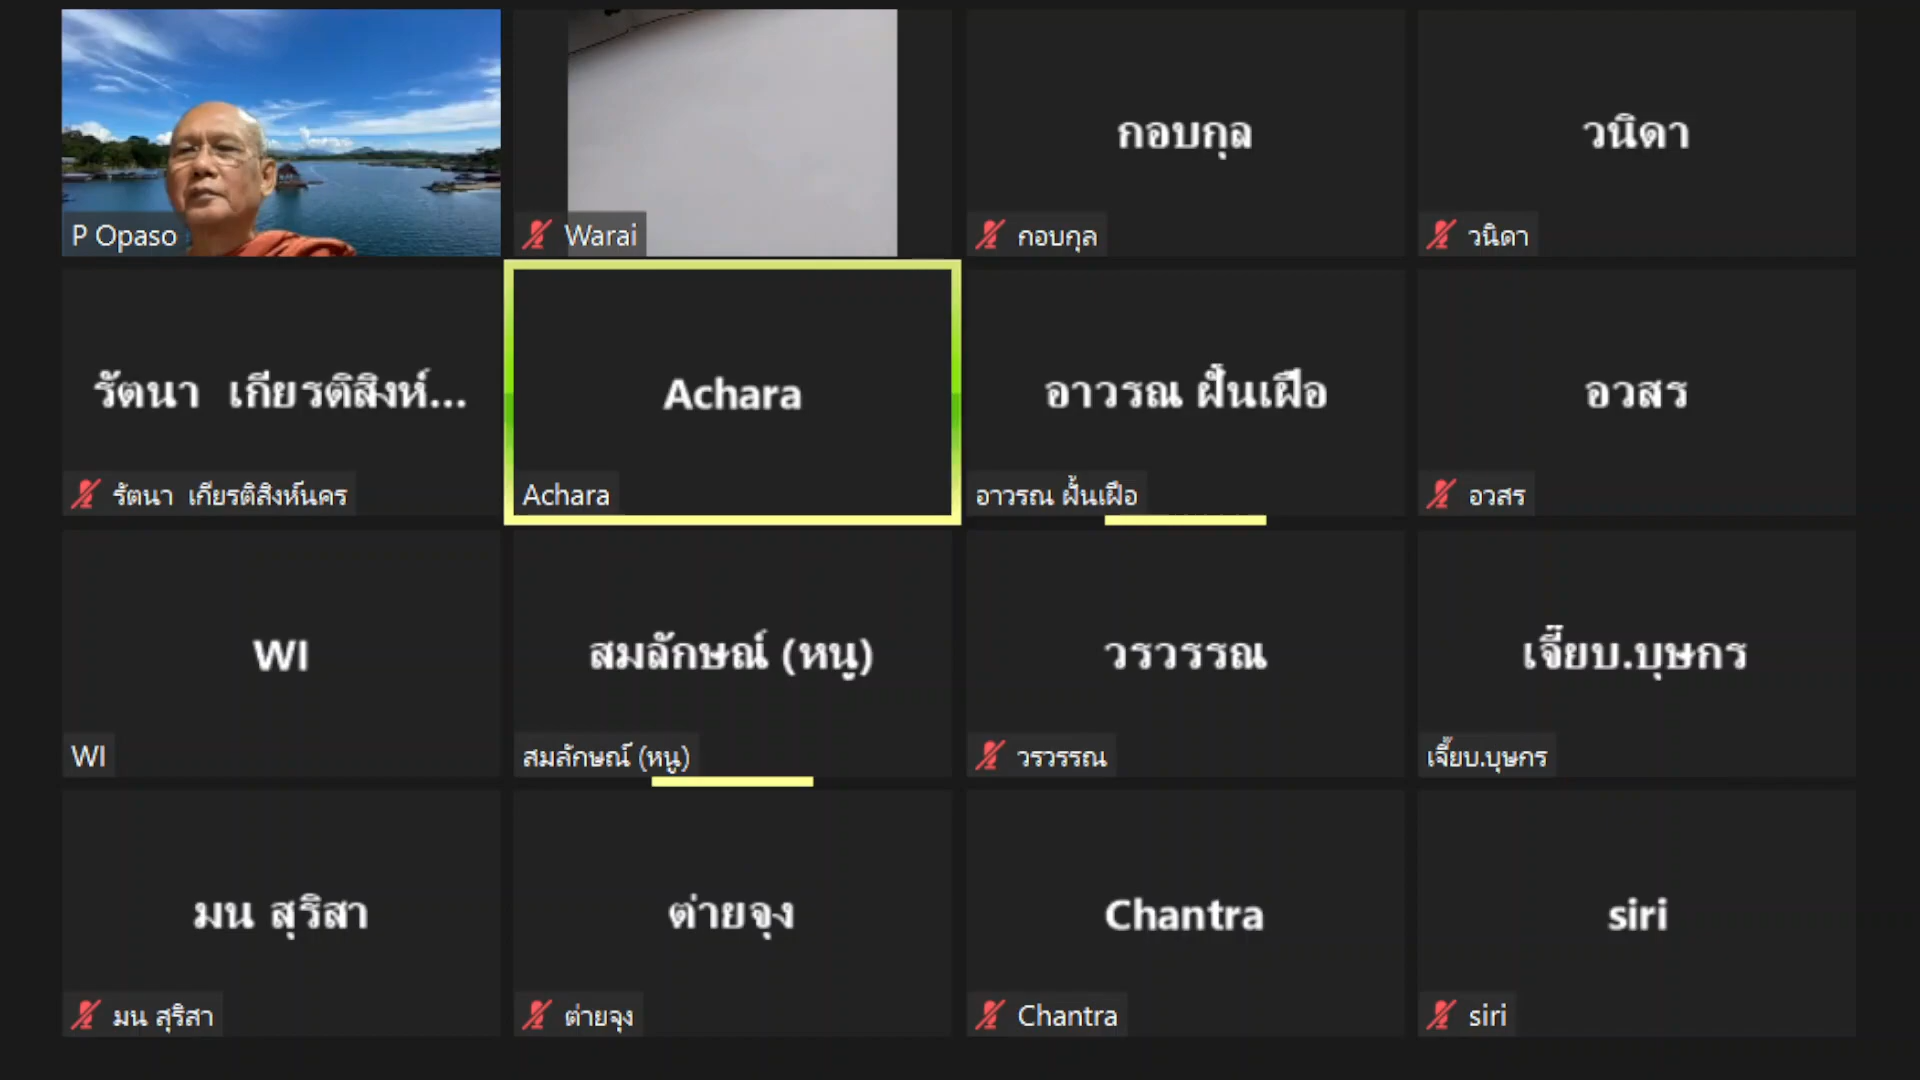 P Opaso
Warai
กอบกุล
กอบกุล
วนิดา
วนิดา
รัตนา เกียรติสิงห์...
รัตนา เกียรติสิงห์นคร
Achara
Achara
อาวรณ ฝั้นเฝือ
อาวรณ ฝั้นเฝือ
อวสร
อวสร
WI
WI
สมลักษณ์ (หนู)
สมลักษณ์ (หนู)
วรวรรณ
วรวรรณ
เจี๊ยบ.บุษกร
เจี๊ยบ.บุษกร
มน สุริสา
มน สุริสา
ต่ายจุง
ต่ายจุง
Chantra
Chantra
siri
siri